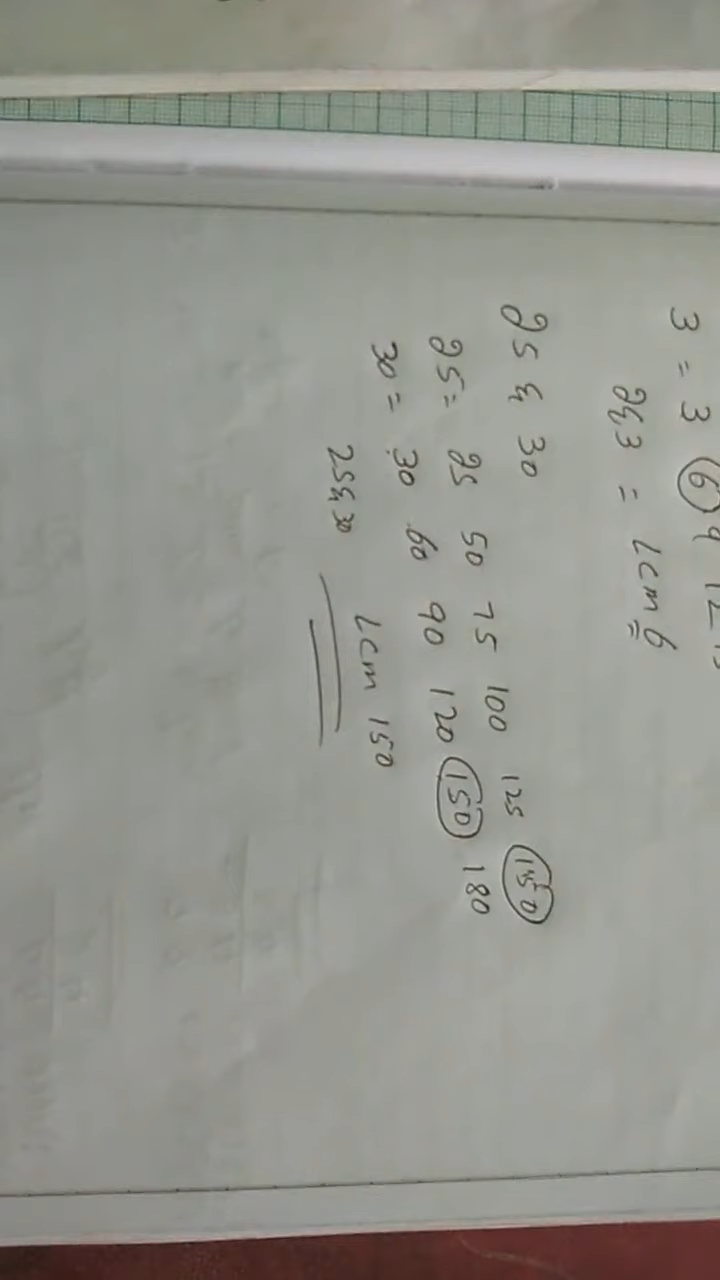 3 = 3 6 9 12 15
2 & 3 = Lcm 6
25 & 30
25 = 25 50 75 100 125 150
30 = 30 60 90 120 150 180
25 & 30 Lcm 150